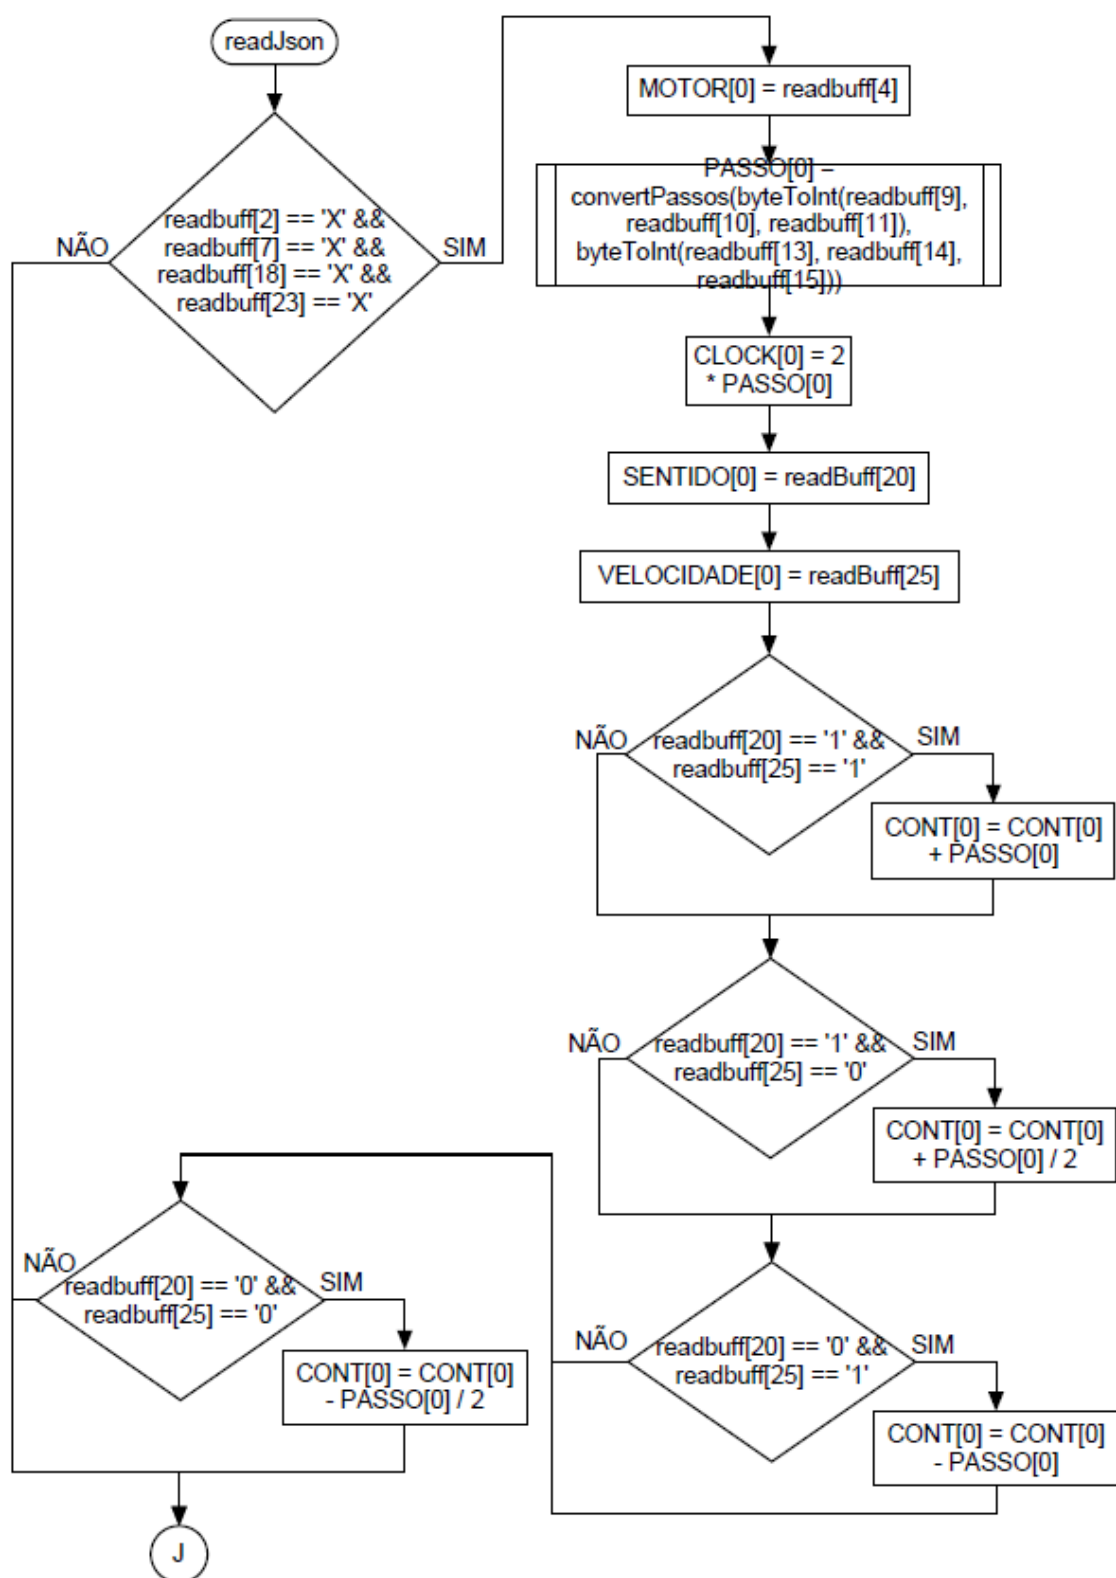 readJson
readbuff[2] == 'X' &&
readbuff[7] == 'X' &&
readbuff[18] == 'X' &&
readbuff[23] == 'X'
NÃO
SIM
MOTOR[0] = readbuff[4]
PASSO[0] =
convertPassos(byteToInt(readbuff[9],
readbuff[10], readbuff[11]),
byteToInt(readbuff[13], readbuff[14],
readbuff[15]))
CLOCK[0] = 2
* PASSO[0]
SENTIDO[0] = readBuff[20]
VELOCIDADE[0] = readBuff[25]
NÃO
readbuff[20] == '1' &&
readbuff[25] == '1'
SIM
CONT[0] = CONT[0]
+ PASSO[0]
NÃO
readbuff[20] == '1' &&
readbuff[25] == '0'
SIM
CONT[0] = CONT[0]
+ PASSO[0] / 2
NÃO
readbuff[20] == '0' &&
readbuff[25] == '1'
SIM
CONT[0] = CONT[0]
- PASSO[0]
NÃO
readbuff[20] == '0' &&
readbuff[25] == '0'
SIM
CONT[0] = CONT[0]
- PASSO[0] / 2
J